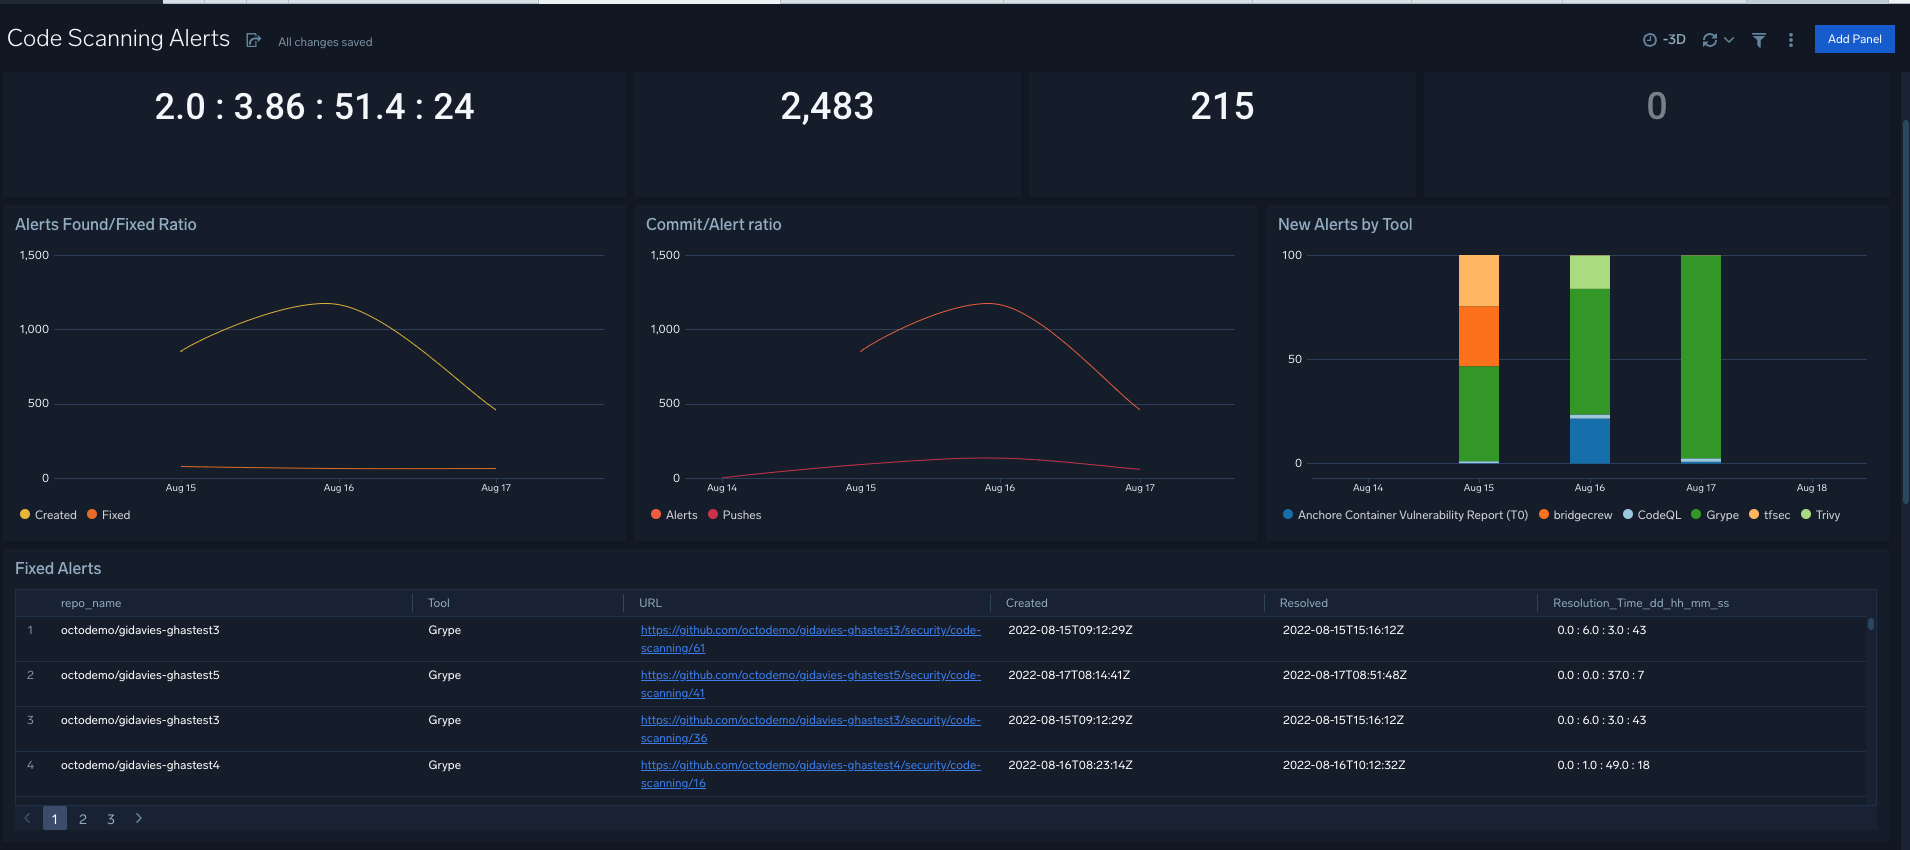 Code Scanning Alerts
All changes saved
-3D
Add Panel
2.0 : 3.86 : 51.4 : 24
2,483
215
0
Alerts Found/Fixed Ratio
1,500
1,000
500
0
Aug 15
Aug 16
Aug 17
Created
Fixed
Commit/Alert ratio
1,500
1,000
500
0
Aug 14
Aug 15
Aug 16
Aug 17
Alerts
Pushes
New Alerts by Tool
100
50
0
Aug 14
Aug 15
Aug 16
Aug 17
Aug 18
Anchore Container Vulnerability Report (T0)
bridgecrew
CodeQL
Grype
tfsec
Trivy
Fixed Alerts
repo_name Tool URL Created Resolved Resolution_Time_dd_hh_mm_ss
1 octodemo/gidavies-ghastest3 Grype https://github.com/octodemo/gidavies-ghastest3/security/code- 2022-08-15T09:12:29Z 2022-08-15T15:16:12Z 0.0 : 6.0 : 3.0 : 43
scanning/61
2 octodemo/gidavies-ghastest5 Grype https://github.com/octodemo/gidavies-ghastest5/security/code- 2022-08-17T08:14:41Z 2022-08-17T08:51:48Z 0.0 : 0.0 : 37.0 : 7
scanning/41
3 octodemo/gidavies-ghastest3 Grype https://github.com/octodemo/gidavies-ghastest3/security/code- 2022-08-15T09:12:29Z 2022-08-15T15:16:12Z 0.0 : 6.0 : 3.0 : 43
scanning/36
4 octodemo/gidavies-ghastest4 Grype https://github.com/octodemo/gidavies-ghastest4/security/code- 2022-08-16T08:23:14Z 2022-08-16T10:12:32Z 0.0 : 1.0 : 49.0 : 18
scanning/16
1 2 3